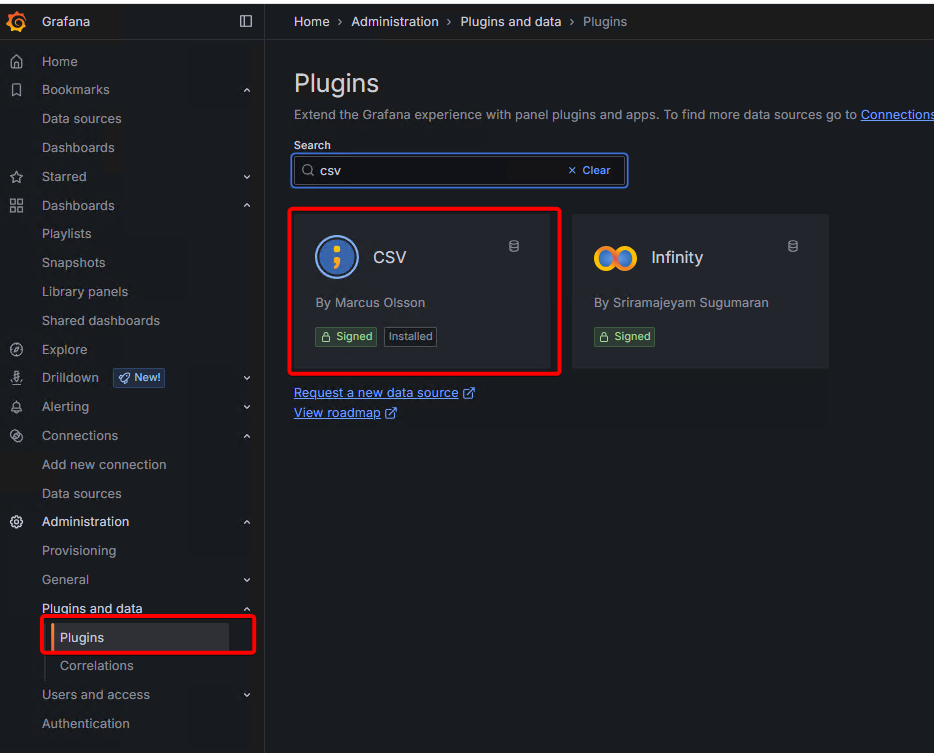 Grafana
Home › Administration › Plugins and data › Plugins
Home
Bookmarks
Data sources
Dashboards
Starred
Dashboards
Playlists
Snapshots
Library panels
Shared dashboards
Explore
Drilldown New!
Alerting
Connections
Add new connection
Data sources
Administration
Provisioning
General
Plugins and data
Plugins
Correlations
Users and access
Authentication
Plugins
Extend the Grafana experience with panel plugins and apps. To find more data sources go to Connections
Search
csv × Clear
CSV
By Marcus Olsson
Signed Installed
Infinity
By Sriramajeyam Sugumaran
Signed
Request a new data source
View roadmap